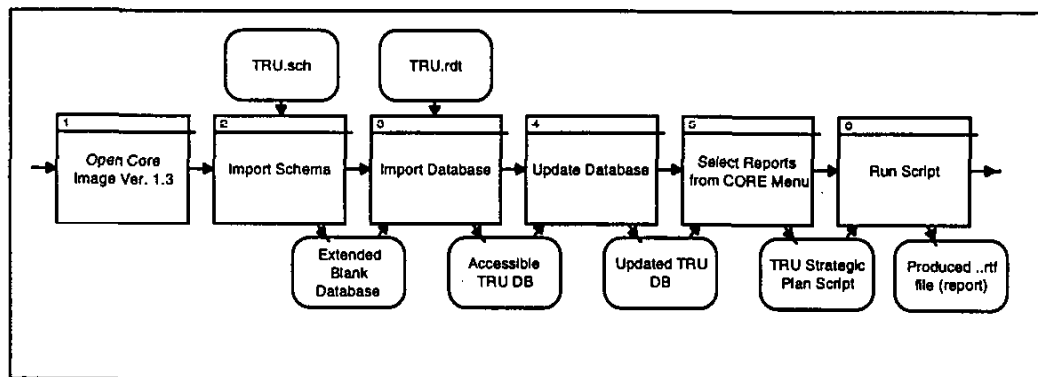 TRU.sch
TRU.rdt
1
2
3
4
5
6
Open Core
Image Ver. 1.3
Import Schema
Import Database
Update Database
Select Reports
from CORE Menu
Run Script
Extended
Blank
Database
Accessible
TRU DB
Updated TRU
DB
TRU Strategic
Plan Script
Produced ..rtf
file (report)